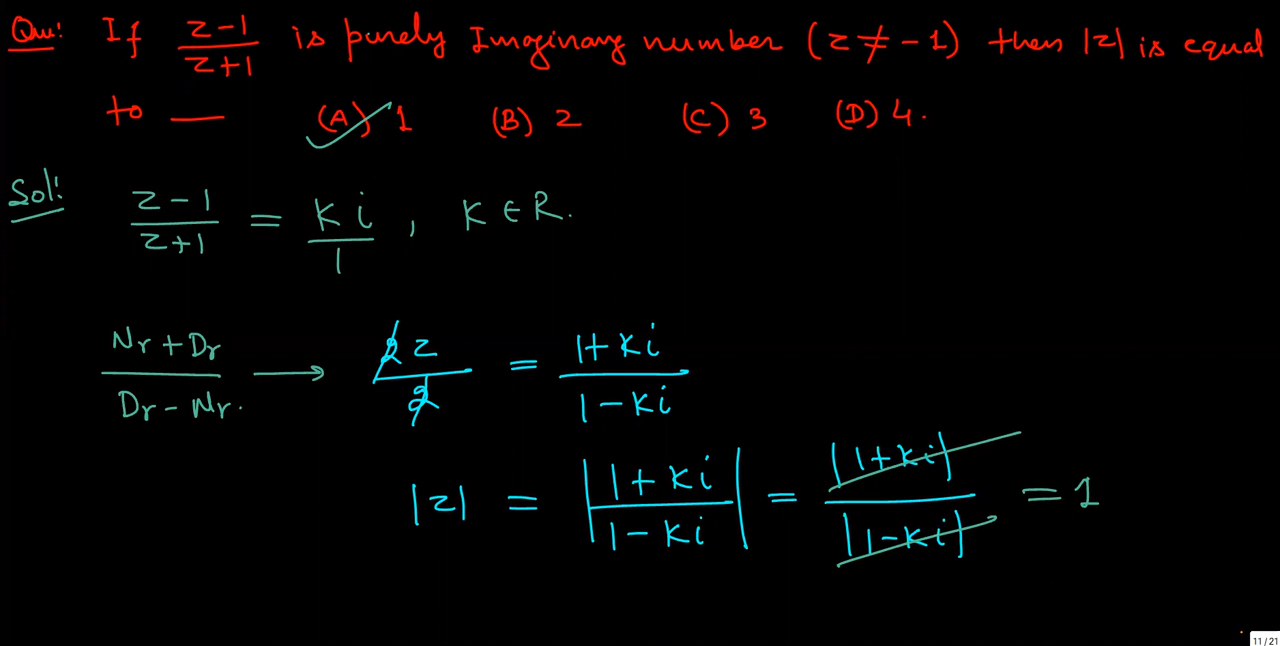 Qu: If (z-1)/(z+1) is purely Imaginary number (z ≠ -1) then |z| is equal
to ___ (A) 1 (B) 2 (C) 3 (D) 4.
Sol: (z-1)/(z+1) = Ki/1 , K ∈ R.
(Nr + Dr)/(Dr - Nr.) → 2z/2 = (1+Ki)/(1-Ki)
|z| = |(1+Ki)/(1-Ki)| = |1+Ki|/|1-Ki| = 1
11/21